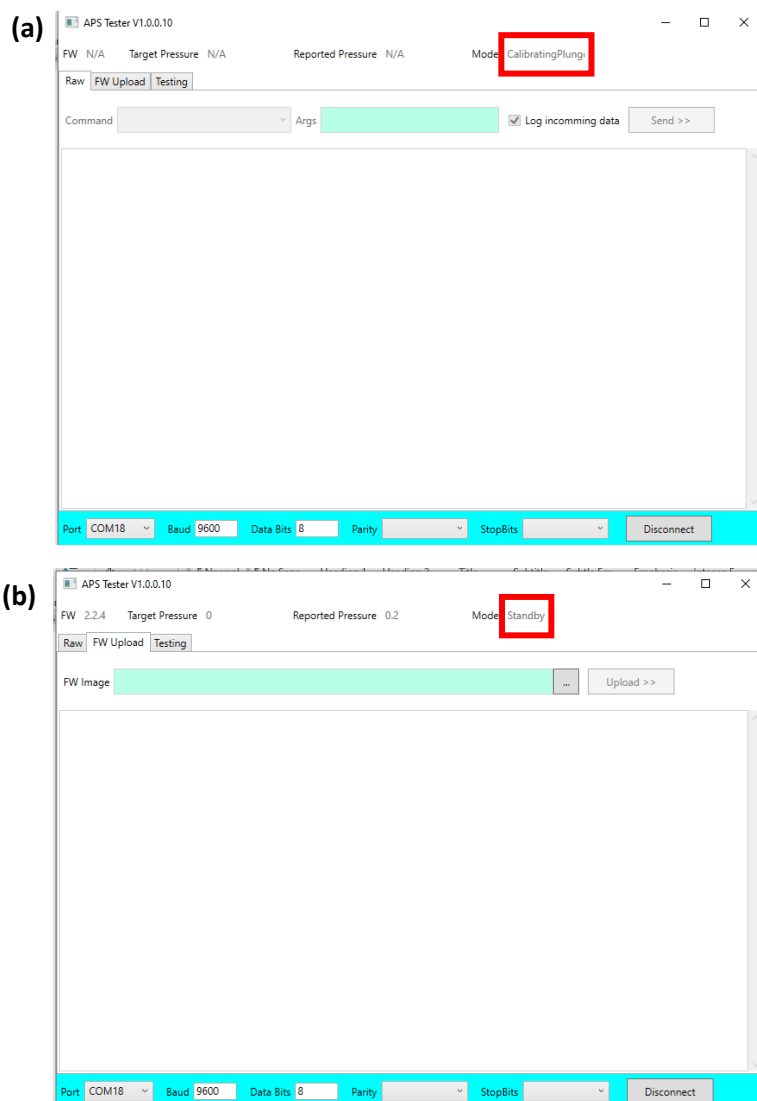 (a)
APS Tester V1.0.0.10
FW N/A Target Pressure N/A Reported Pressure N/A Mode CalibratingPlunge
Raw FW Upload Testing
Command Args Log incomming data Send >>
Port COM18 Baud 9600 Data Bits 8 Parity StopBits Disconnect
(b)
APS Tester V1.0.0.10
FW 2.2.4 Target Pressure 0 Reported Pressure 0.2 Mode Standby
Raw FW Upload Testing
FW Image ... Upload >>
Port COM18 Baud 9600 Data Bits 8 Parity StopBits Disconnect